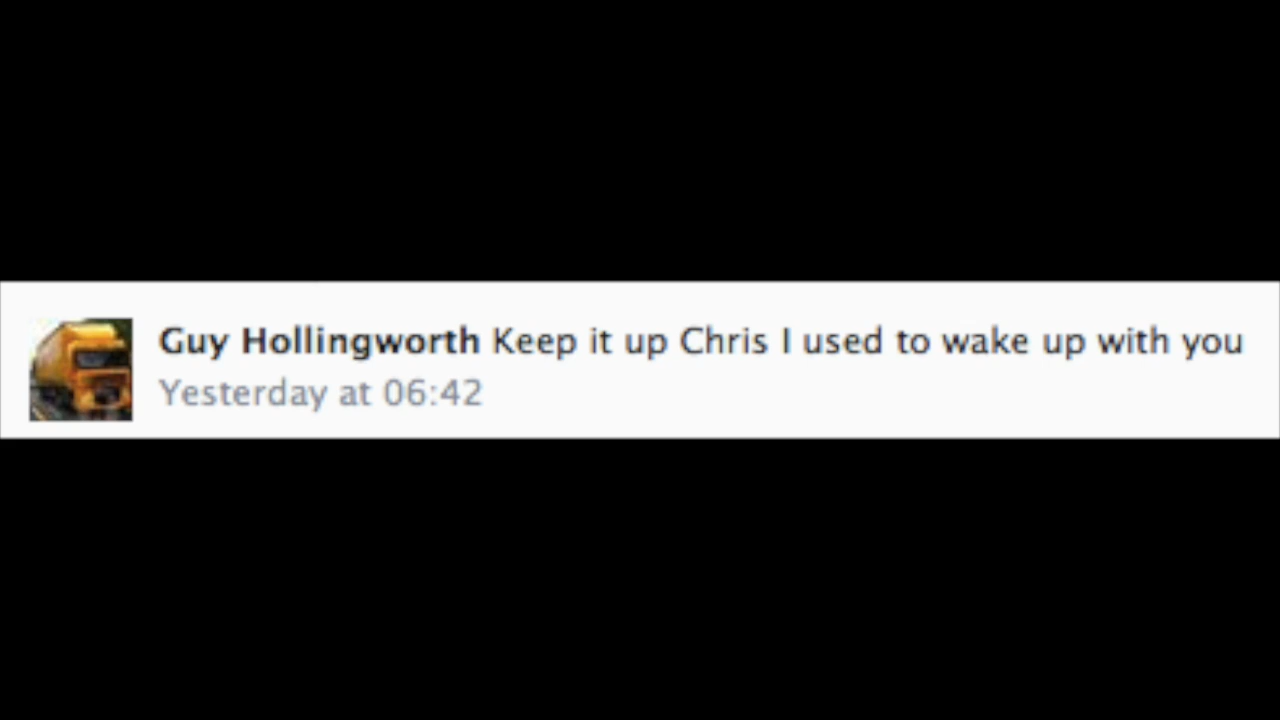 Guy Hollingworth Keep it up Chris I used to wake up with you
Yesterday at 06:42